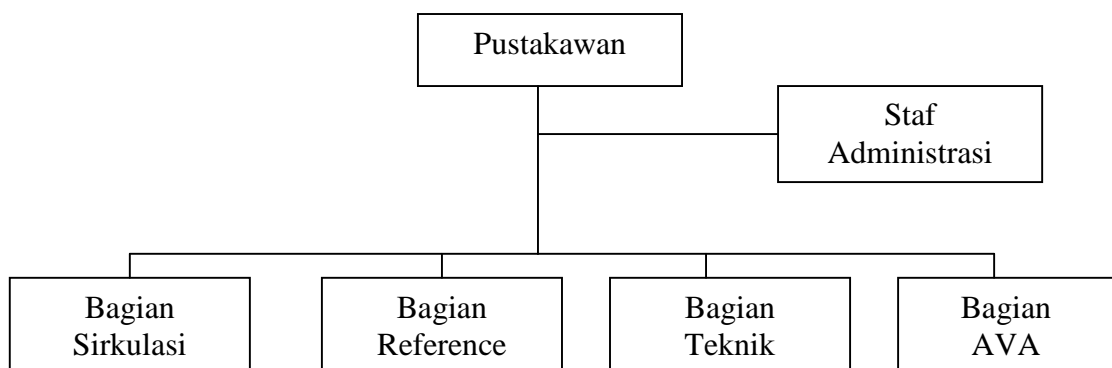 Pustakawan
Staf
Administrasi
Bagian
Sirkulasi
Bagian
Reference
Bagian
Teknik
Bagian
AVA